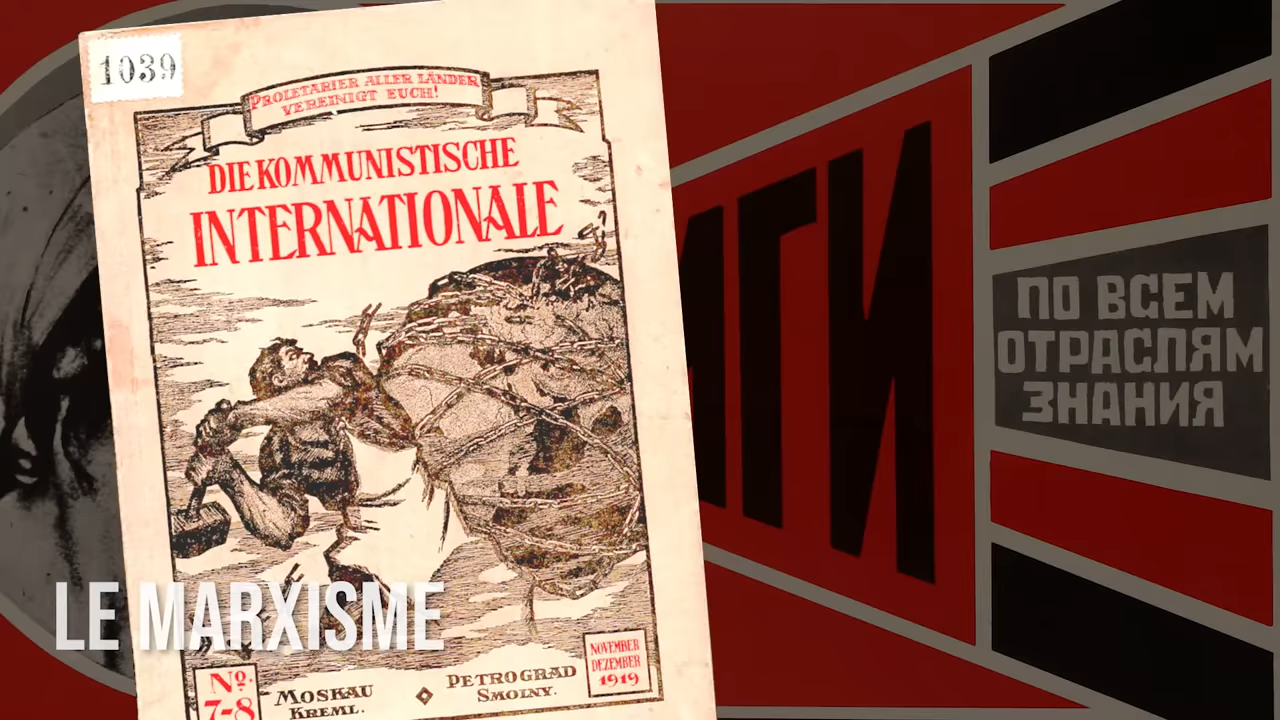 1039
PROLETARIER ALLER LÄNDER
VEREINIGT EUCH!
DIE KOMMUNISTISCHE
INTERNATIONALE
LE MARXISME
No.
7-8
MOSKAU
KREML.
PETROGRAD
SMOLNY.
NOVEMBER
DEZEMBER
1919
ГИ
ПО ВСЕМ
ОТРАСЛЯМ
ЗНАНИЯ